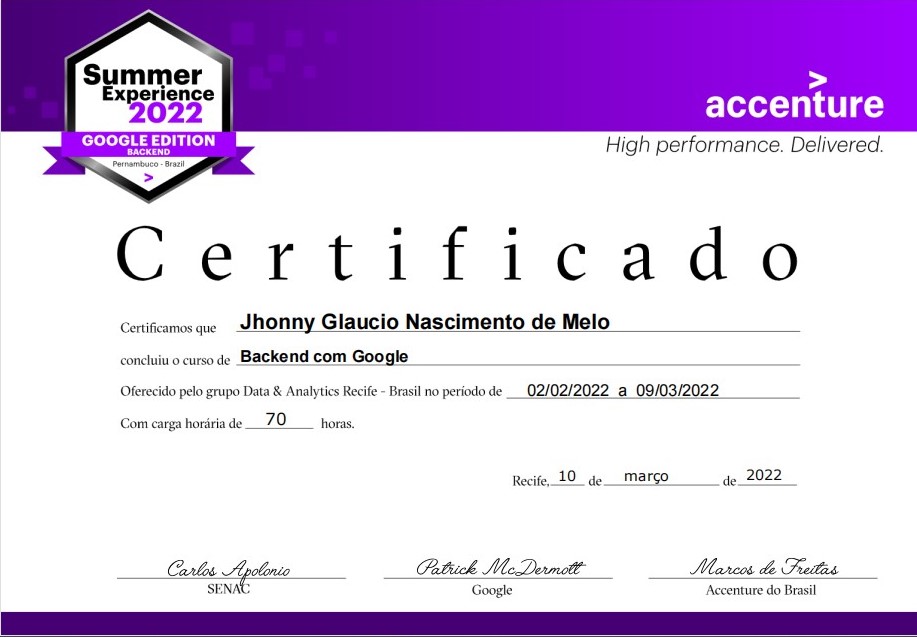 Summer
Experience
2022
GOOGLE EDITION
BACKEND
Pernambuco - Brazil
>
>
accenture
High performance. Delivered.
Certificado
Certificamos que Jhonny Glaucio Nascimento de Melo
concluiu o curso de Backend com Google
Oferecido pelo grupo Data & Analytics Recife - Brasil no período de 02/02/2022 a 09/03/2022
Com carga horária de 70 horas.
Recife, 10 de março de 2022
Carlos Apolonio
SENAC
Patrick McDermott
Google
Marcos de Freitas
Accenture do Brasil